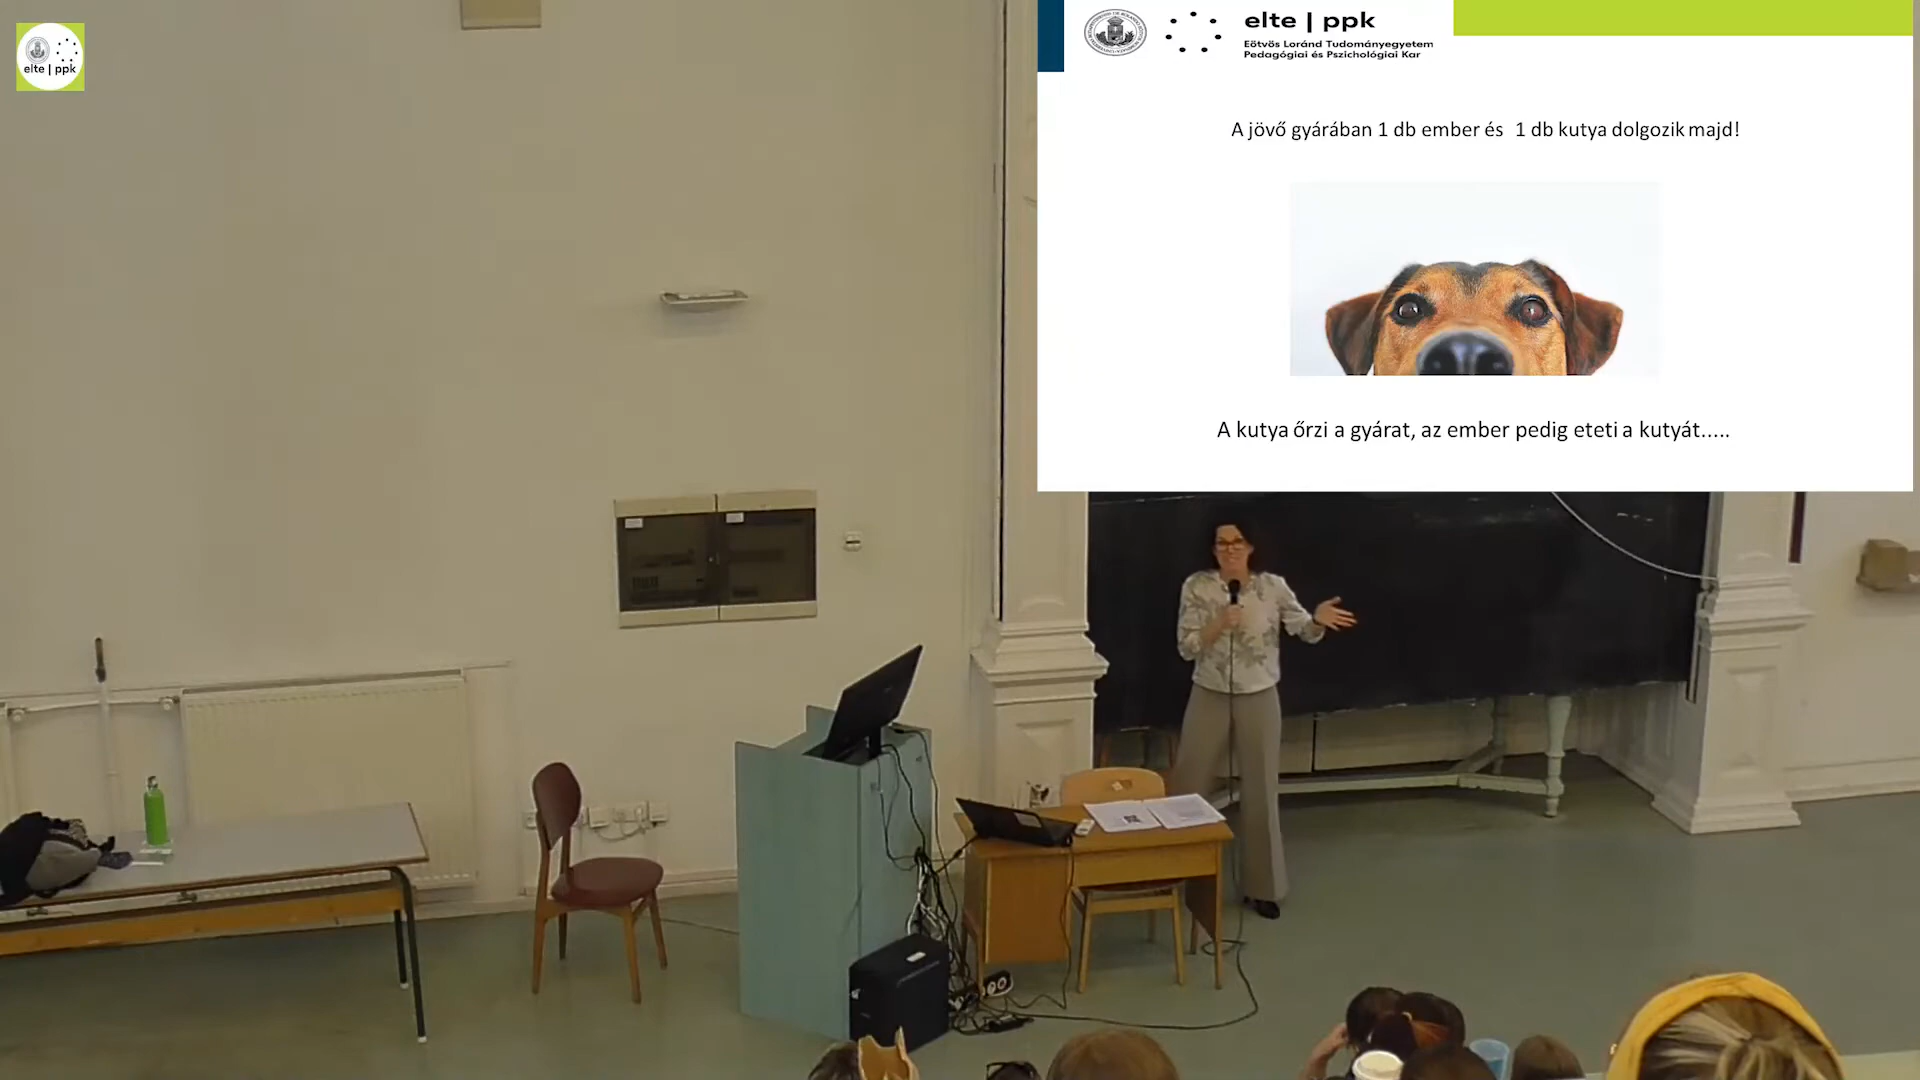 elte | ppk
elte | ppk
Eötvös Loránd Tudományegyetem
Pedagógiai és Pszichológiai Kar
A jövő gyárában 1 db ember és 1 db kutya dolgozik majd!
A kutya őrzi a gyárat, az ember pedig eteti a kutyát.....